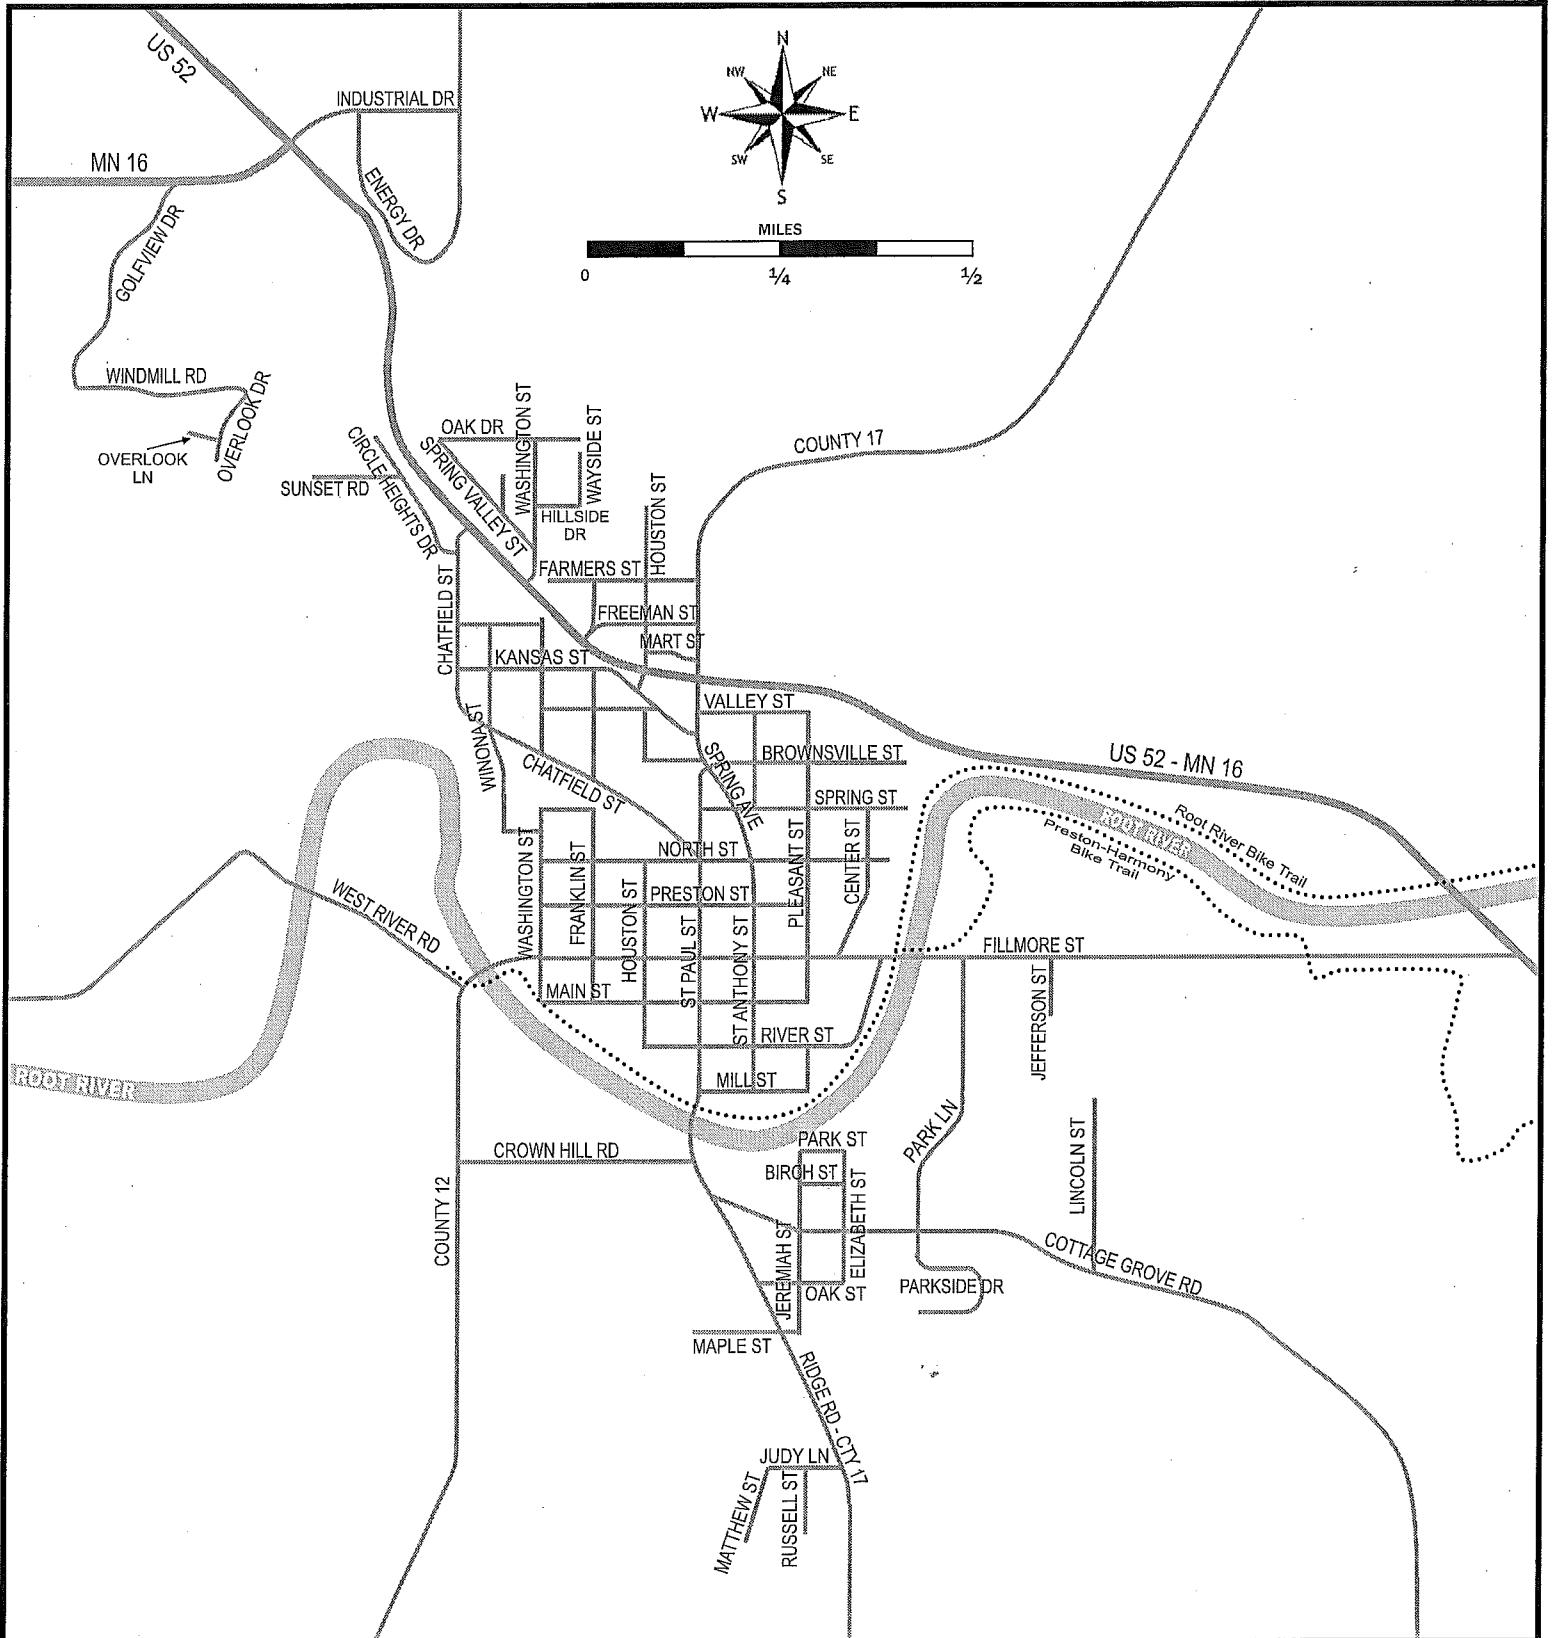 US 52
INDUSTRIAL DR
MN 16
ENERGY DR
GOLFVIEW DR
N
NW
NE
W
E
SW
SE
S
MILES
0
¼
½
WINDMILL RD
OVERLOOK DR
OVERLOOK
LN
CIRCLE HEIGHTS DR
SUNSET RD
OAK DR
SPRING VALLEY ST
WASHINGTON ST
WAYSIDE ST
HILLSIDE
DR
HOUSTON ST
COUNTY 17
FARMERS ST
FREEMAN ST
MART ST
CHATFIELD ST
KANSAS ST
VALLEY ST
WINONA ST
CHATFIELD ST
SPRING AVE
BROWNSVILLE ST
US 52 - MN 16
SPRING ST
ROOT RIVER
Root River Bike Trail
Preston-Harmony
Bike Trail
WASHINGTON ST
FRANKLIN ST
NORTH ST
PLEASANT ST
CENTER ST
WEST RIVER RD
HOUSTON ST
PRESTON ST
ST PAUL ST
ST ANTHONY ST
FILLMORE ST
MAIN ST
JEFFERSON ST
RIVER ST
ROOT RIVER
MILL ST
PARK ST
PARK LN
LINCOLN ST
CROWN HILL RD
BIRCH ST
ELIZABETH ST
COUNTY 12
JEREMIAH ST
COTTAGE GROVE RD
OAK ST
PARKSIDE DR
MAPLE ST
RIDGE RD - CTY 17
JUDY LN
MATTHEW ST
RUSSELL ST